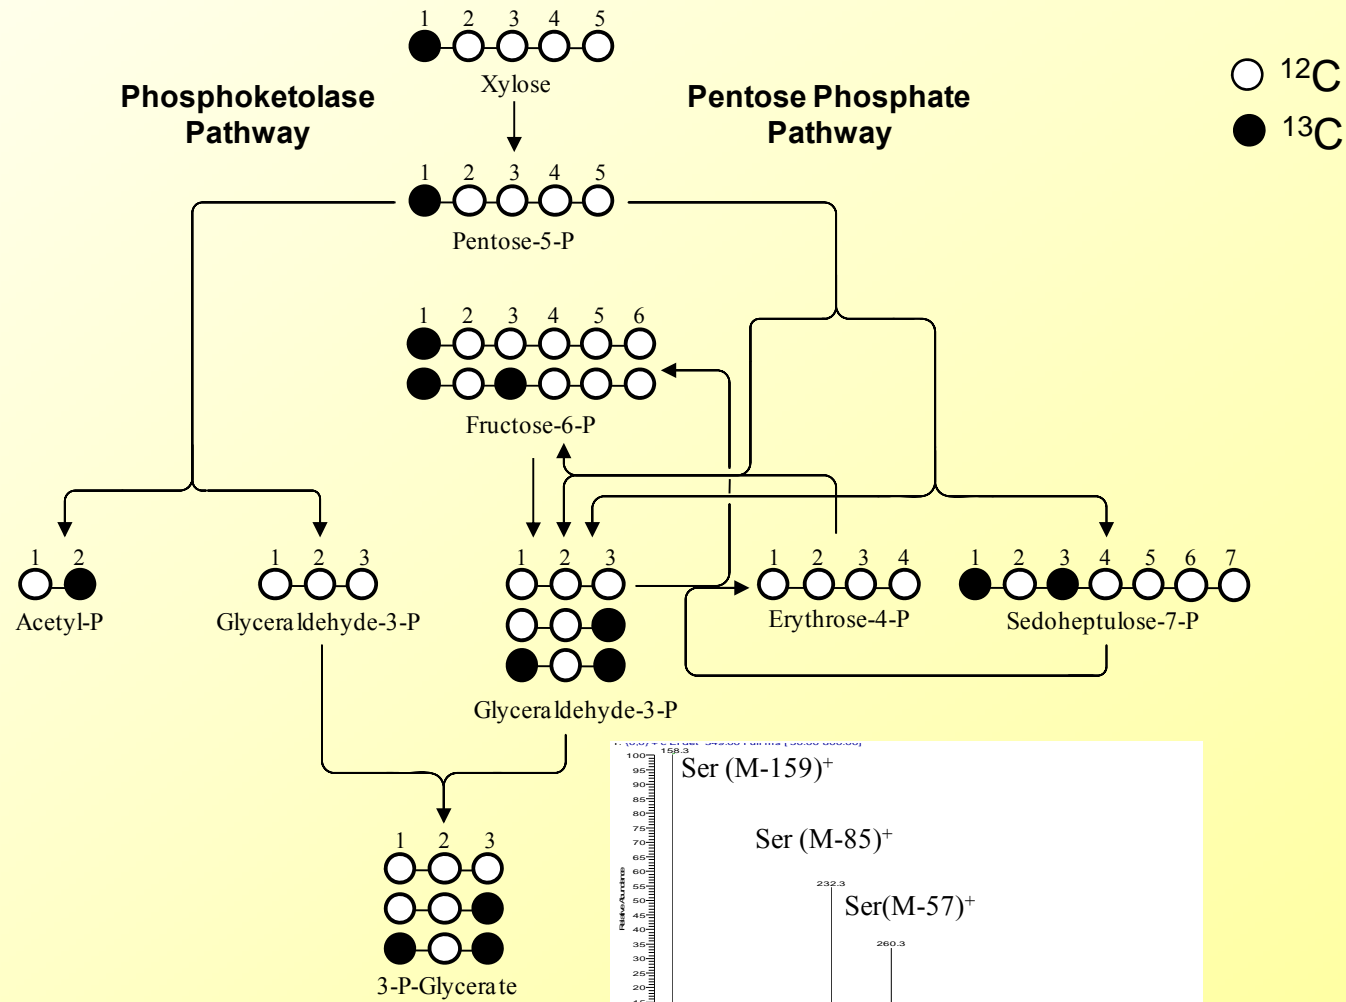 1 2 3 4 5
Xylose
12C
13C
Phosphoketolase
Pathway
Pentose Phosphate
Pathway
1 2 3 4 5
Pentose-5-P
1 2 3 4 5 6
Fructose-6-P
1 2
Acetyl-P
1 2 3
Glyceraldehyde-3-P
1 2 3
Glyceraldehyde-3-P
1 2 3 4
Erythrose-4-P
1 2 3 4 5 6 7
Sedoheptulose-7-P
1 2 3
3-P-Glycerate
158.3
Ser (M-159)+
Ser (M-85)+
232.3
Ser(M-57)+
260.3
Relative Abundance
100
95
90
85
80
75
70
65
60
55
50
45
40
35
30
25
20